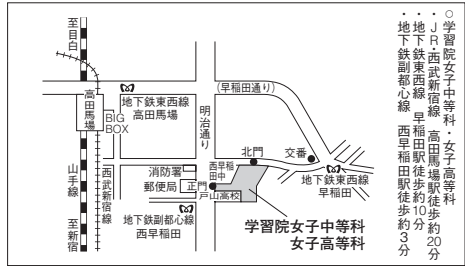 ○学習院女子中等科・女子高等科
・JR・西武新宿線 高田馬場駅徒歩約20分
・地下鉄東西線 早稲田駅徒歩約10分
・地下鉄副都心線 西早稲田駅徒歩約3分
至目白
高田馬場
BIG
BOX
地下鉄東西線
高田馬場
明治通り
(早稲田通り)
山手線
西武新宿線
至新宿
消防署
郵便局
西早稲田中
正門
戸山高校
北門
交番
地下鉄東西線
早稲田
地下鉄副都心線
西早稲田
学習院女子中等科
女子高等科